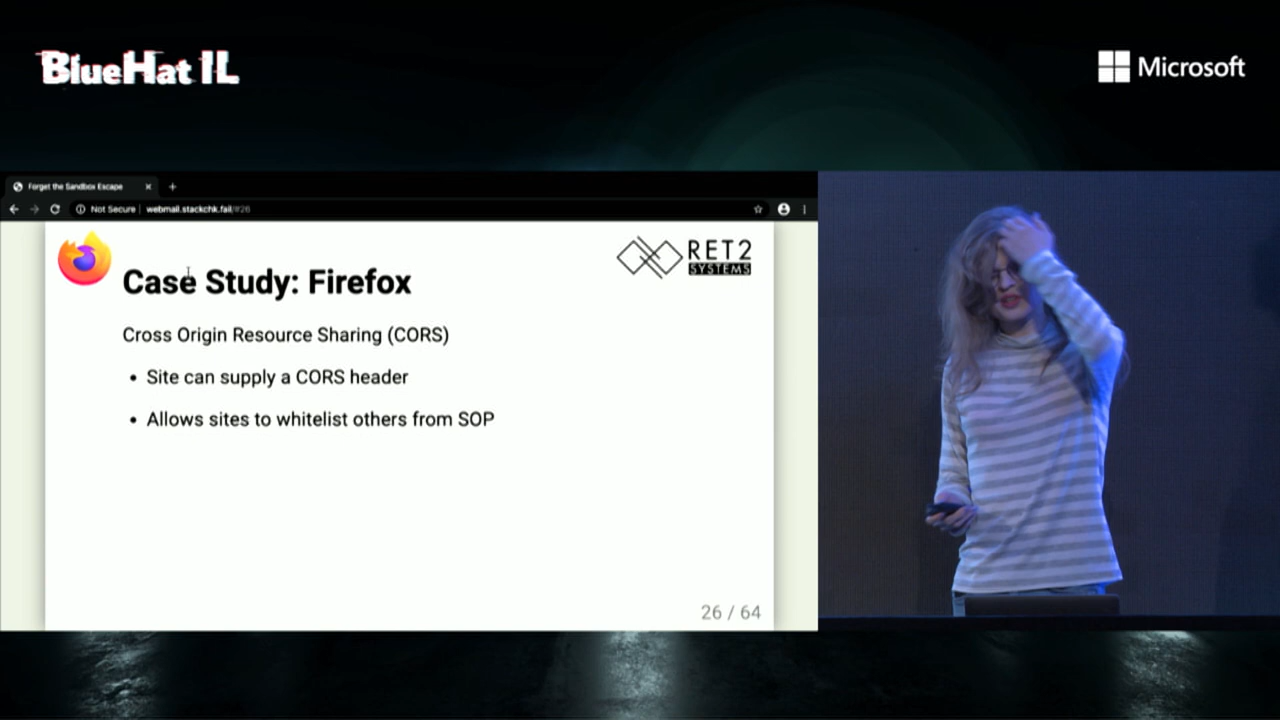 BlueHat IL
Microsoft
Forget the Sandbox Escape
Not Secure
webmail.stackchk.fail/#26
RET2
SYSTEMS
Case Study: Firefox
Cross Origin Resource Sharing (CORS)
• Site can supply a CORS header
• Allows sites to whitelist others from SOP
26 / 64